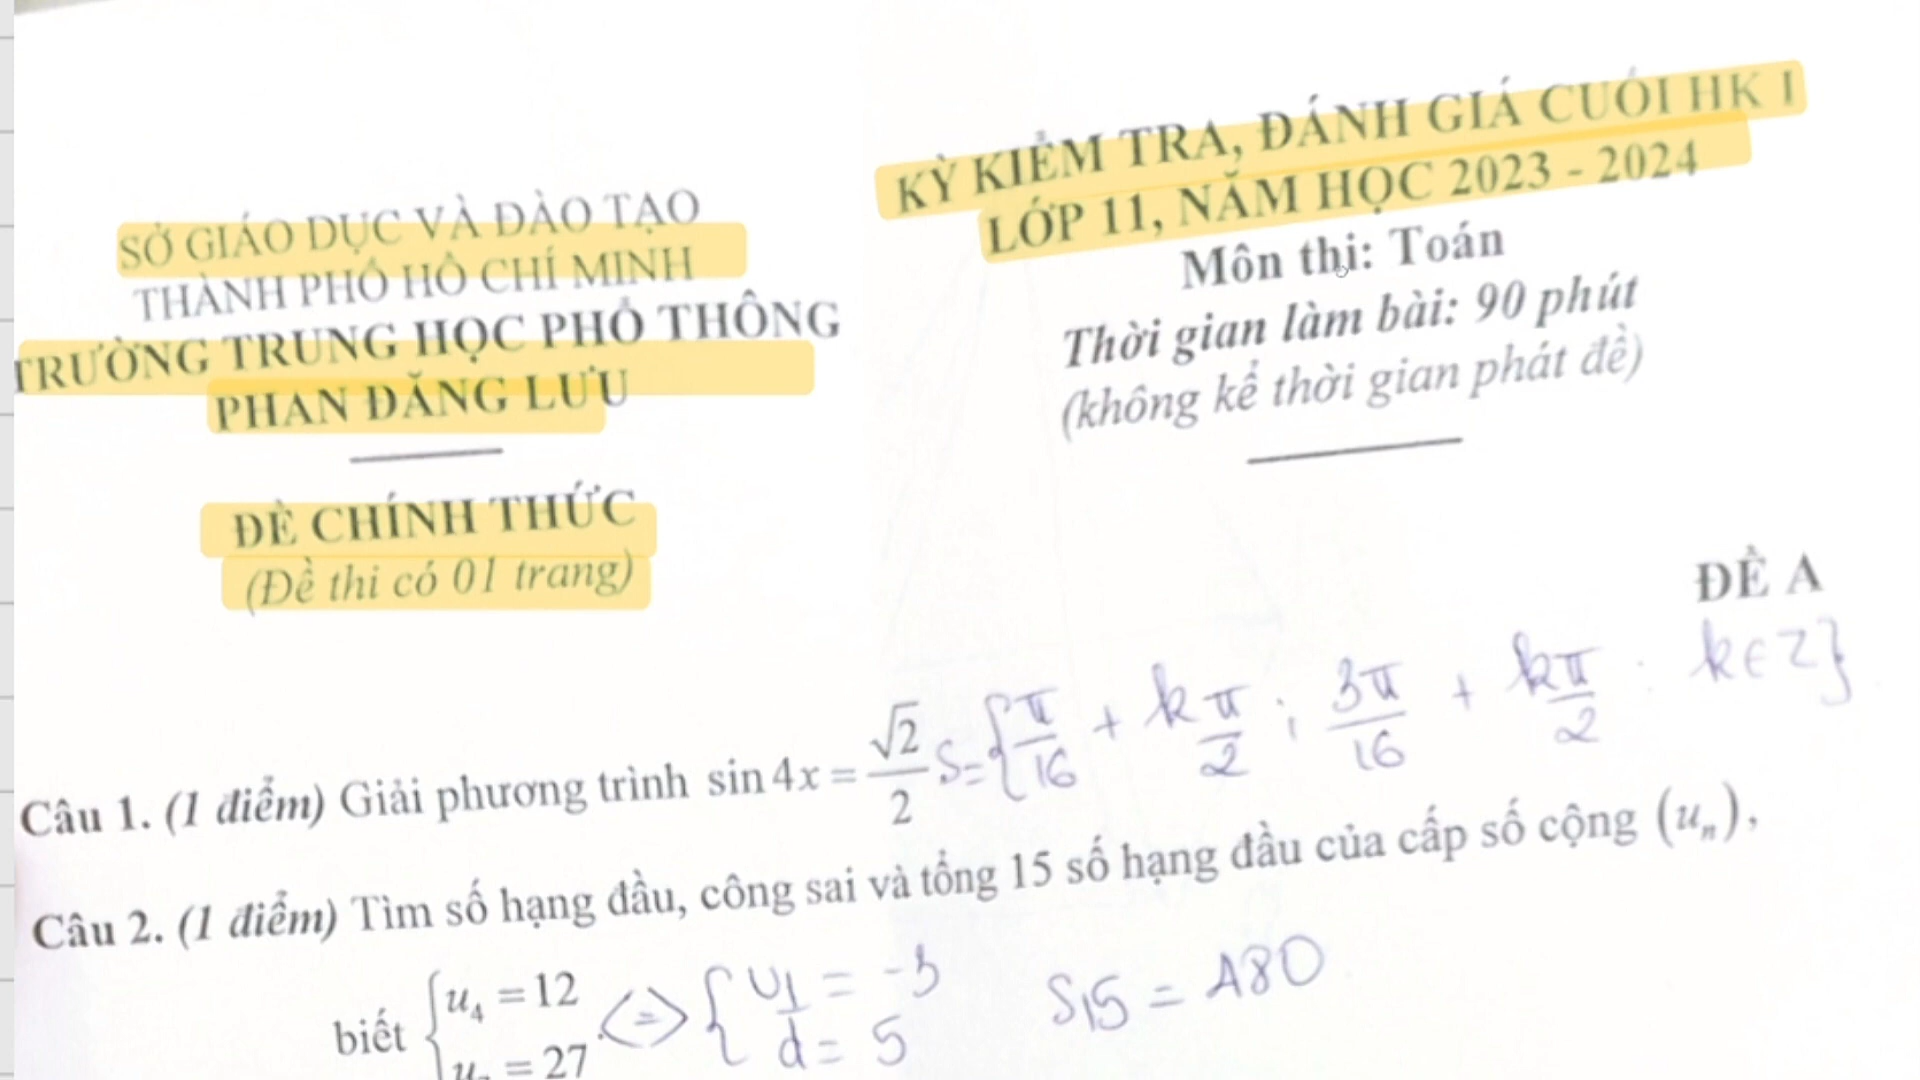 SỞ GIÁO DỤC VÀ ĐÀO TẠO
THÀNH PHỐ HỒ CHÍ MINH
TRƯỜNG TRUNG HỌC PHỔ THÔNG
PHAN ĐĂNG LƯU
ĐỀ CHÍNH THỨC
(Đề thi có 01 trang)
KỲ KIỂM TRA, ĐÁNH GIÁ CUỐI HK I
LỚP 11, NĂM HỌC 2023 - 2024
Môn thi: Toán
Thời gian làm bài: 90 phút
(không kể thời gian phát đề)
ĐỀ A
Câu 1. (1 điểm) Giải phương trình sin 4x = √2/2 S = {π/16 + kπ/2 ; 3π/16 + kπ/2 : k∈Z}
Câu 2. (1 điểm) Tìm số hạng đầu, công sai và tổng 15 số hạng đầu của cấp số cộng (uₙ),
biết { u₄ = 12 <=> { u₁ = -3 S15 = 480
= 27 d = 5